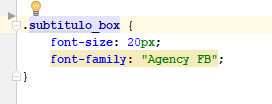 .subtitulo_box {
font-size: 20px;
font-family: "Agency FB";
}